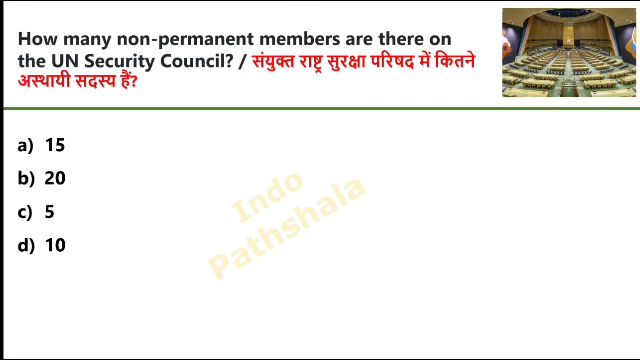 How many non-permanent members are there on
the UN Security Council? / संयुक्त राष्ट्र सुरक्षा परिषद में कितने
अस्थायी सदस्य हैं?
a) 15
b) 20
c) 5
d) 10
Indo
Pathshala